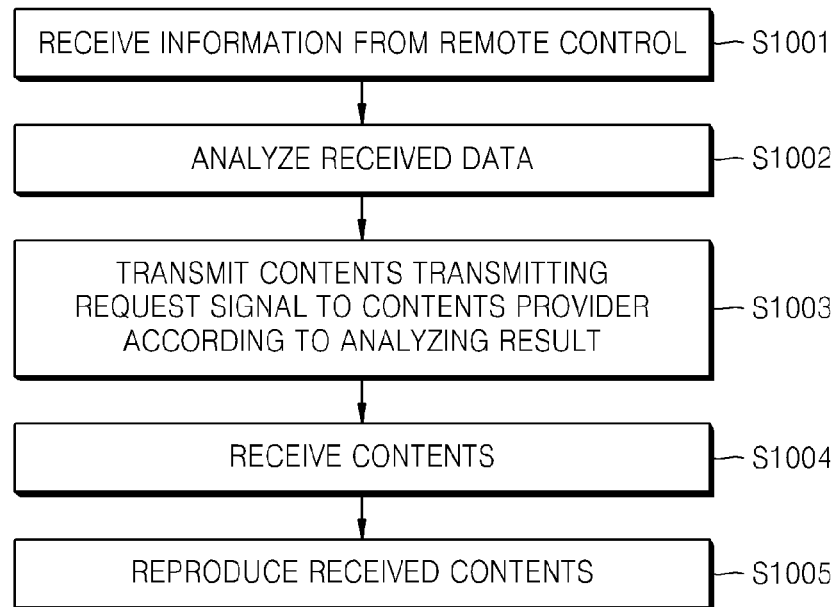 RECEIVE INFORMATION FROM REMOTE CONTROL S1001
ANALYZE RECEIVED DATA S1002
TRANSMIT CONTENTS TRANSMITTING
REQUEST SIGNAL TO CONTENTS PROVIDER S1003
ACCORDING TO ANALYZING RESULT
RECEIVE CONTENTS S1004
REPRODUCE RECEIVED CONTENTS S1005